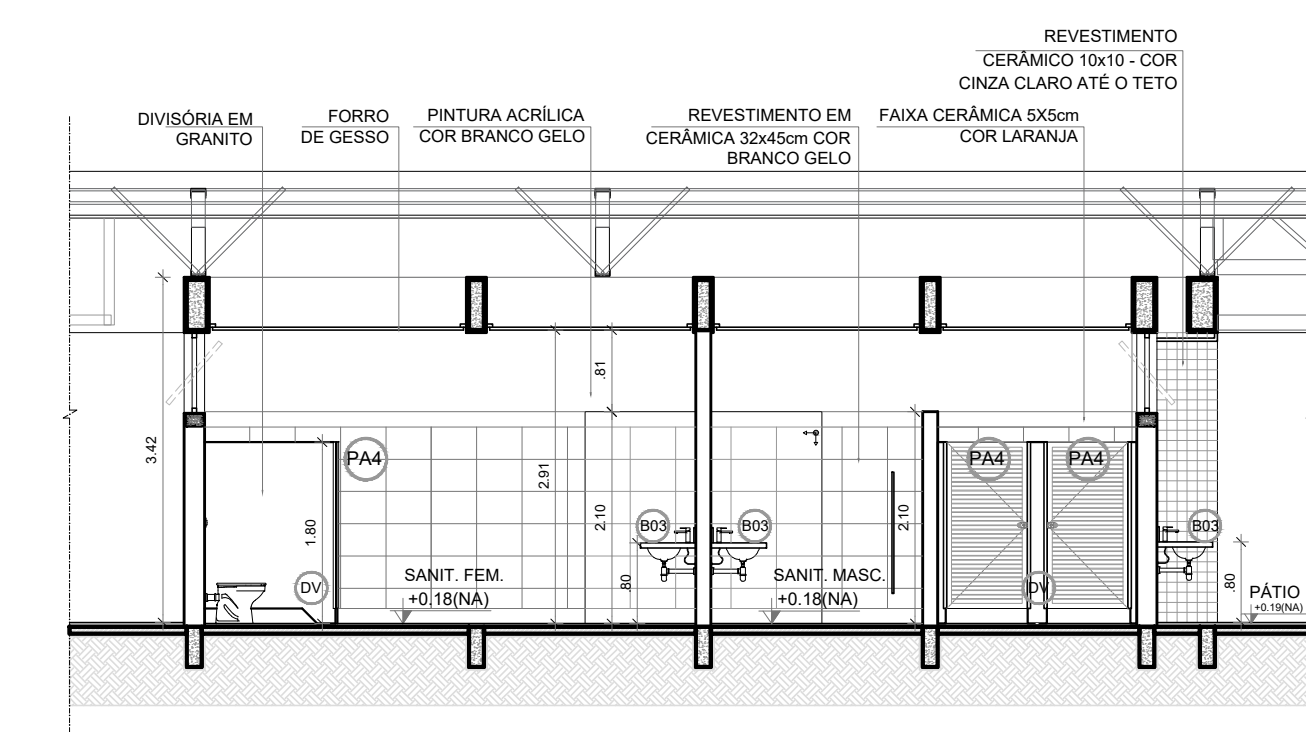 REVESTIMENTO
CERÂMICO 10x10 - COR
CINZA CLARO ATÉ O TETO
DIVISÓRIA EM
GRANITO
FORRO
DE GESSO
PINTURA ACRÍLICA
COR BRANCO GELO
REVESTIMENTO EM
CERÂMICA 32x45cm COR
BRANCO GELO
FAIXA CERÂMICA 5X5cm
COR LARANJA
3.42
.81
PA4
2.91
1.80
2.10
2.10
PA4
PA4
B03
B03
B03
DV
SANIT. FEM.
+0.18(NA)
.80
SANIT. MASC.
+0.18(NA)
DV
.80
PÁTIO
+0.19(NA)